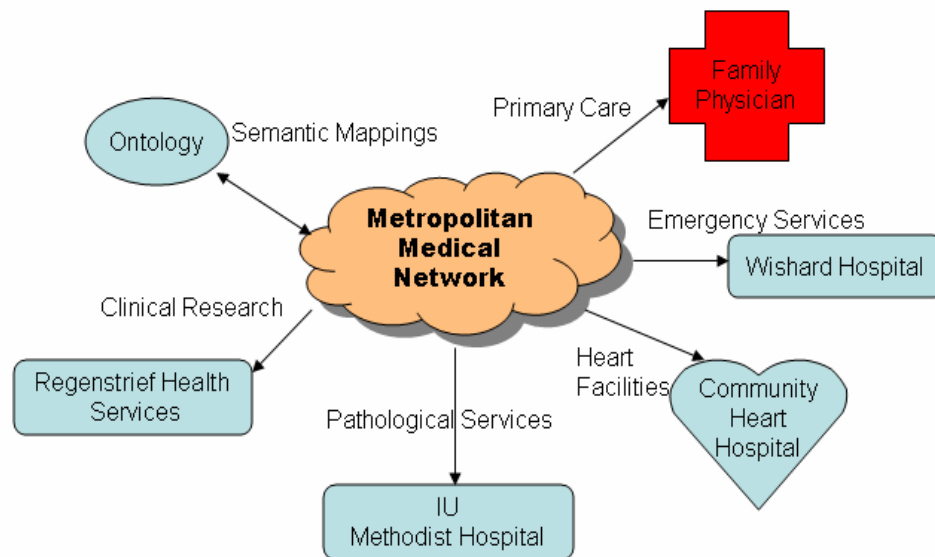 Family
Physician
Primary Care
Ontology
Semantic Mappings
Metropolitan
Medical
Network
Emergency Services
Wishard Hospital
Clinical Research
Regenstrief Health
Services
Heart
Facilities
Community
Heart
Hospital
Pathological Services
IU
Methodist Hospital